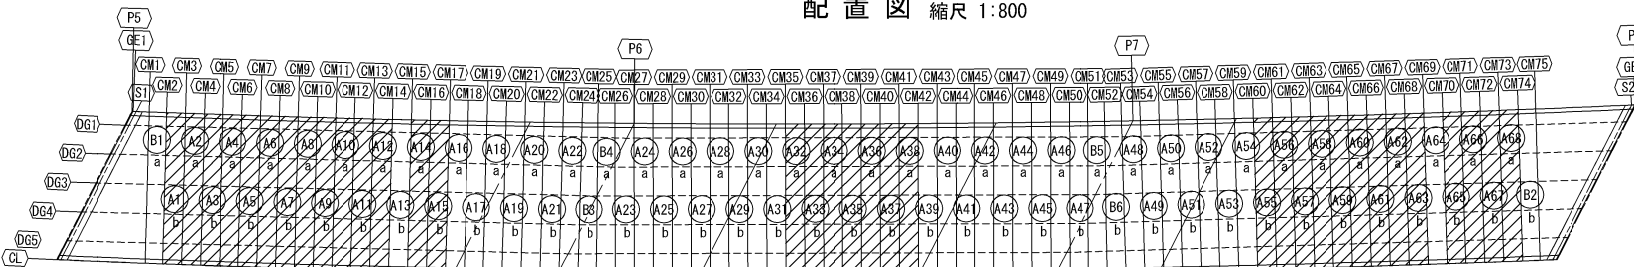 配置図 縮尺 1:800
P5 P6 P7 P
GE1 GE
CM1 CM3 CM5 CM7 CM9 CM11 CM13 CM15 CM17 CM19 CM21 CM23 CM25 CM27 CM29 CM31 CM33 CM35 CM37 CM39 CM41 CM43 CM45 CM47 CM49 CM51 CM53 CM55 CM57 CM59 CM61 CM63 CM65 CM67 CM69 CM71 CM73 CM75
S1 CM2 CM4 CM6 CM8 CM10 CM12 CM14 CM16 CM18 CM20 CM22 CM24 CM26 CM28 CM30 CM32 CM34 CM36 CM38 CM40 CM42 CM44 CM46 CM48 CM50 CM52 CM54 CM56 CM58 CM60 CM62 CM64 CM66 CM68 CM70 CM72 CM74 S2
DG1
B1 A2 A4 A6 A8 A10 A12 A14 A16 A18 A20 A22 B4 A24 A26 A28 A30 A32 A34 A36 A38 A40 A42 A44 A46 B5 A48 A50 A52 A54 A56 A58 A60 A62 A64 A66 A68
DG2
a a a a a a a a a a a a a a a a a a a a a a a a a a a a a a a a a a a a a
DG3
A1 A3 A5 A7 A9 A11 A13 A15 A17 A19 A21 B3 A23 A25 A27 A29 A31 A33 A35 A37 A39 A41 A43 A45 A47 B6 A49 A51 A53 A55 A57 A59 A61 A63 A65 A67 B2
DG4
b b b b b b b b b b b b b b b b b b b b b b b b b b b b b b b b b b b b b
DG5
CL